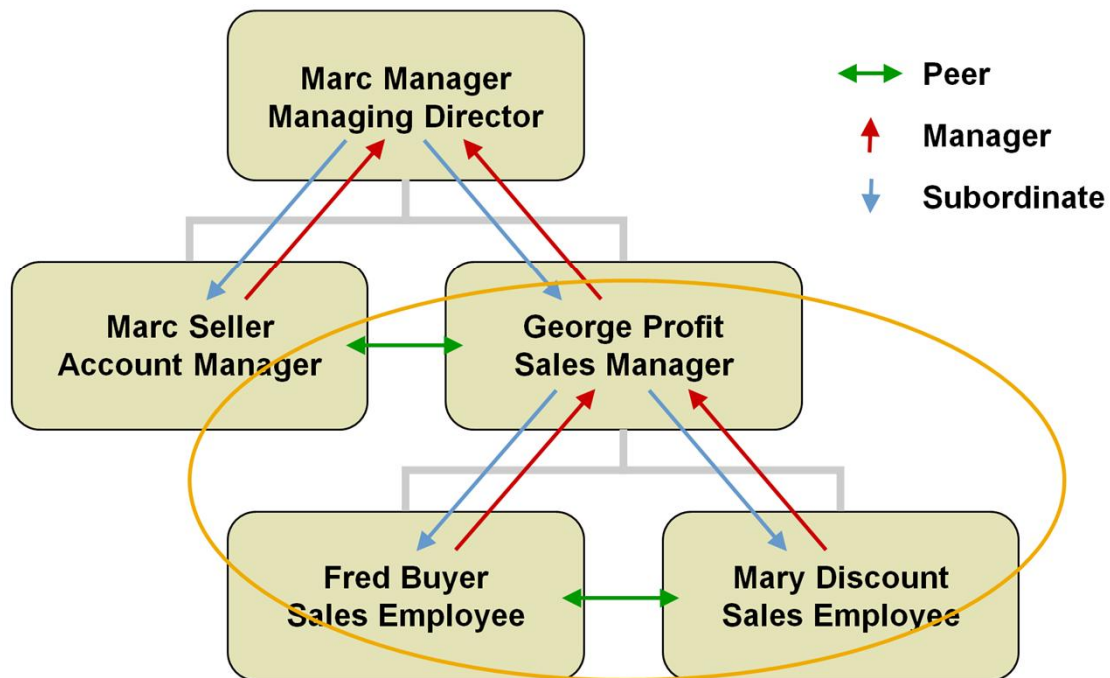 Marc Manager
Managing Director
Peer
Manager
Subordinate
Marc Seller
Account Manager
George Profit
Sales Manager
Fred Buyer
Sales Employee
Mary Discount
Sales Employee